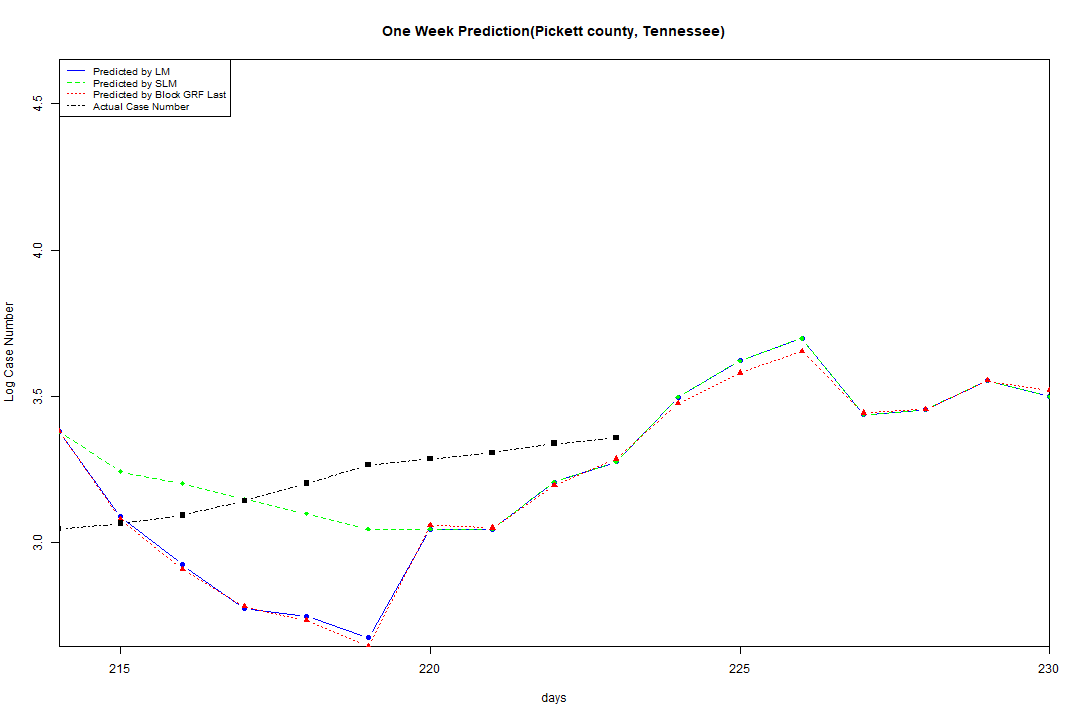 One Week Prediction(Pickett county, Tennessee)
Predicted by LM
Predicted by SLM
Predicted by Block GRF Last
Actual Case Number
4.5
4.0
3.5
3.0
Log Case Number
215 220 225 230
days